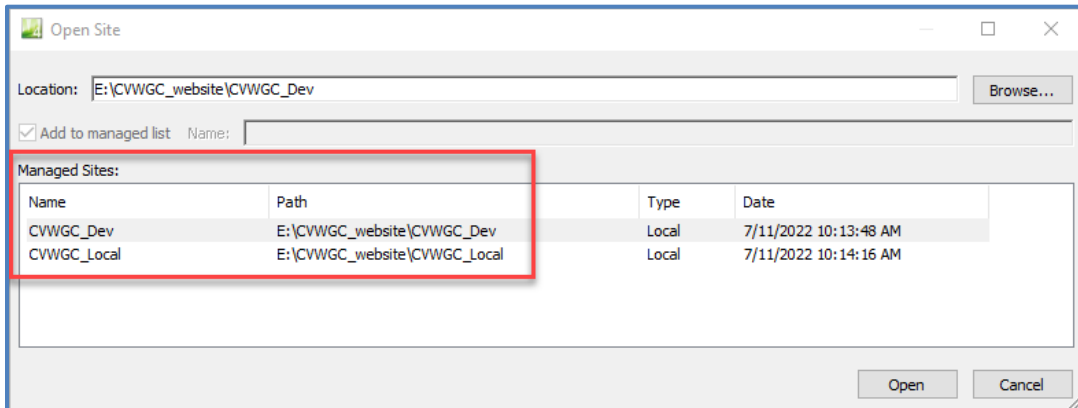 Open Site
Location: E:\CVWGC_website\CVWGC_Dev Browse...
Add to managed list Name:
Managed Sites:
Name Path Type Date
CVWGC_Dev E:\CVWGC_website\CVWGC_Dev Local 7/11/2022 10:13:48 AM
CVWGC_Local E:\CVWGC_website\CVWGC_Local Local 7/11/2022 10:14:16 AM
Open Cancel